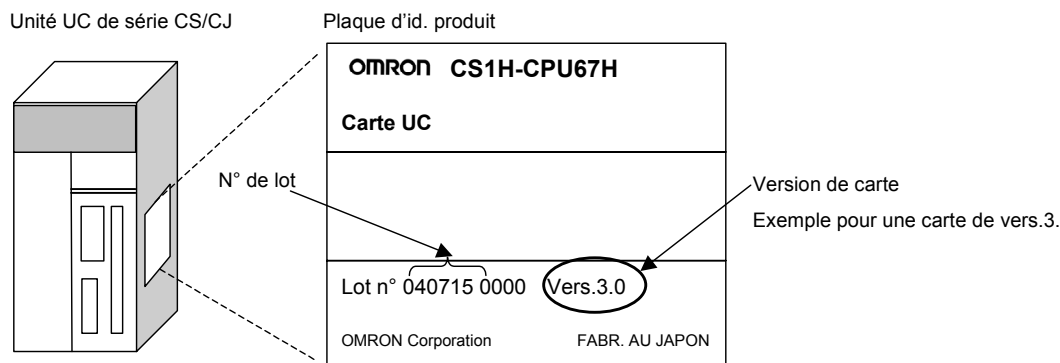 Unité UC de série CS/CJ
Plaque d'id. produit
OMRON CS1H-CPU67H
Carte UC
N° de lot
Version de carte
Exemple pour une carte de vers.3.
Lot n° 040715 0000 Vers.3.0
OMRON Corporation FABR. AU JAPON